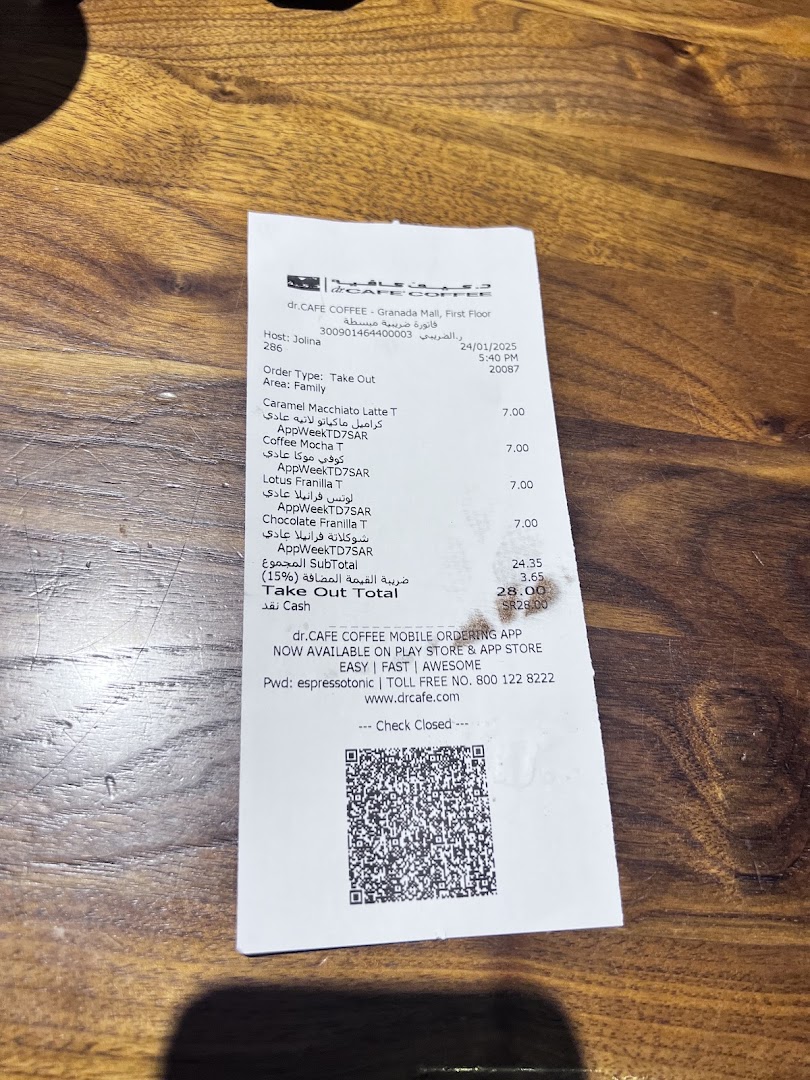 د.كيف كافيه
dr.CAFE COFFEE
dr.CAFE COFFEE - Granada Mall, First Floor
فاتورة ضريبية مبسطة
ر.الضريبي 300901464400003
Host: Jolina 24/01/2025
286 5:40 PM
20087
Order Type: Take Out
Area: Family
Caramel Macchiato Latte T 7.00
كراميل ماكياتو لاتيه عادي
AppWeekTD7SAR
Coffee Mocha T 7.00
كوفي موكا عادي
AppWeekTD7SAR
Lotus Franilla T 7.00
لوتس فرانيلا عادي
AppWeekTD7SAR
Chocolate Franilla T 7.00
شوكلاتة فرانيلا عادي
AppWeekTD7SAR
المجموع SubTotal 24.35
ضريبة القيمة المضافة (15%) 3.65
Take Out Total 28.00
نقد Cash SR28.00
dr.CAFE COFFEE MOBILE ORDERING APP
NOW AVAILABLE ON PLAY STORE & APP STORE
EASY | FAST | AWESOME
Pwd: espressotonic | TOLL FREE NO. 800 122 8222
www.drcafe.com
--- Check Closed ---